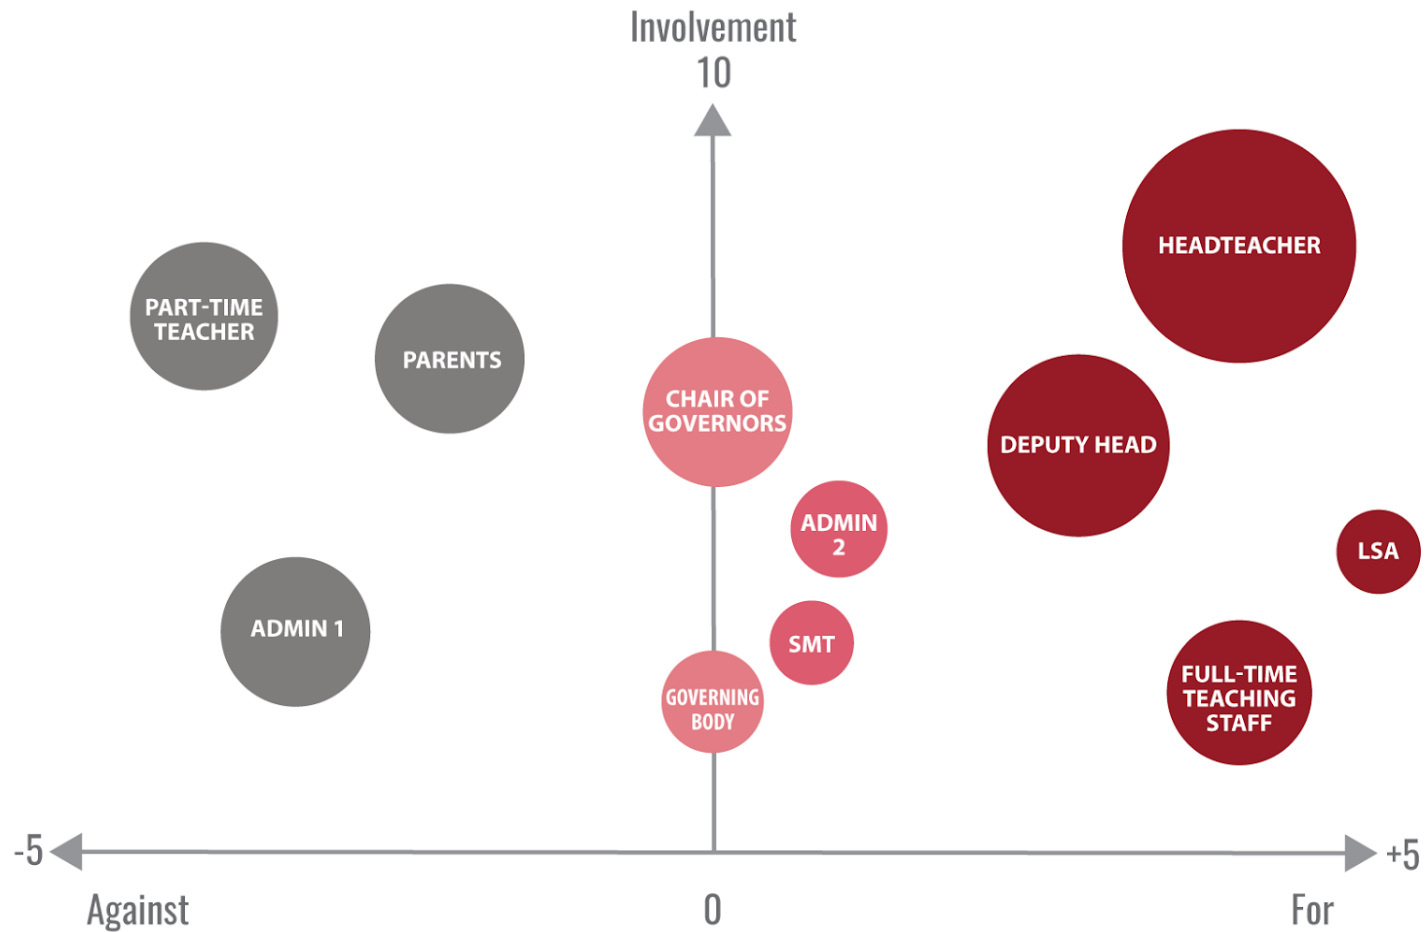 Involvement
10
HEADTEACHER
PART-TIME
TEACHER
PARENTS
CHAIR OF
GOVERNORS
DEPUTY HEAD
ADMIN
2
LSA
ADMIN 1
SMT
GOVERNING
BODY
FULL-TIME
TEACHING
STAFF
-5
+5
Against
0
For